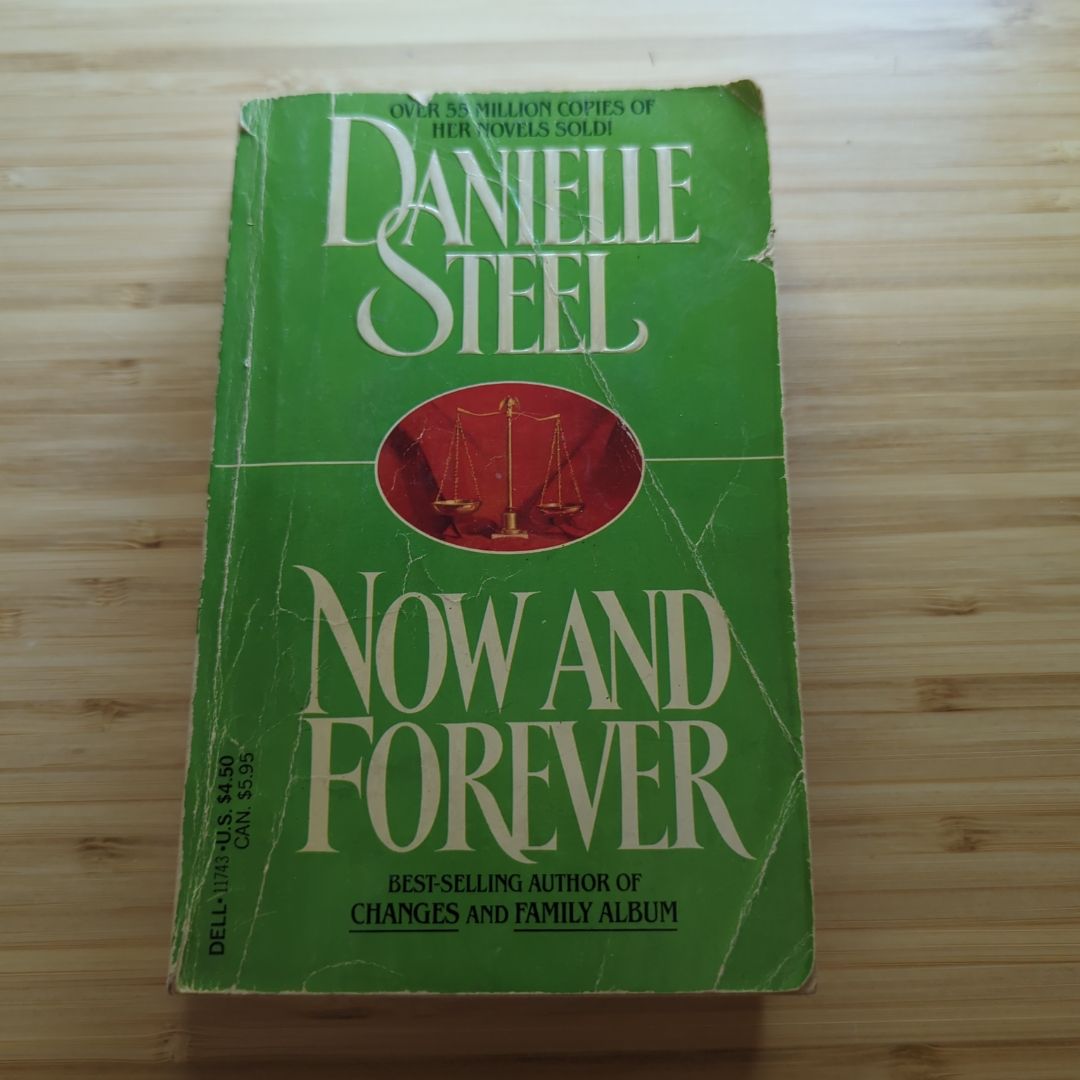 OVER 55 MILLION COPIES OF
HER NOVELS SOLD!
DANIELLE
STEEL
NOW AND
FOREVER
BEST-SELLING AUTHOR OF
CHANGES AND FAMILY ALBUM
DELL • 11743 • U.S. $4.50
CAN. $5.95